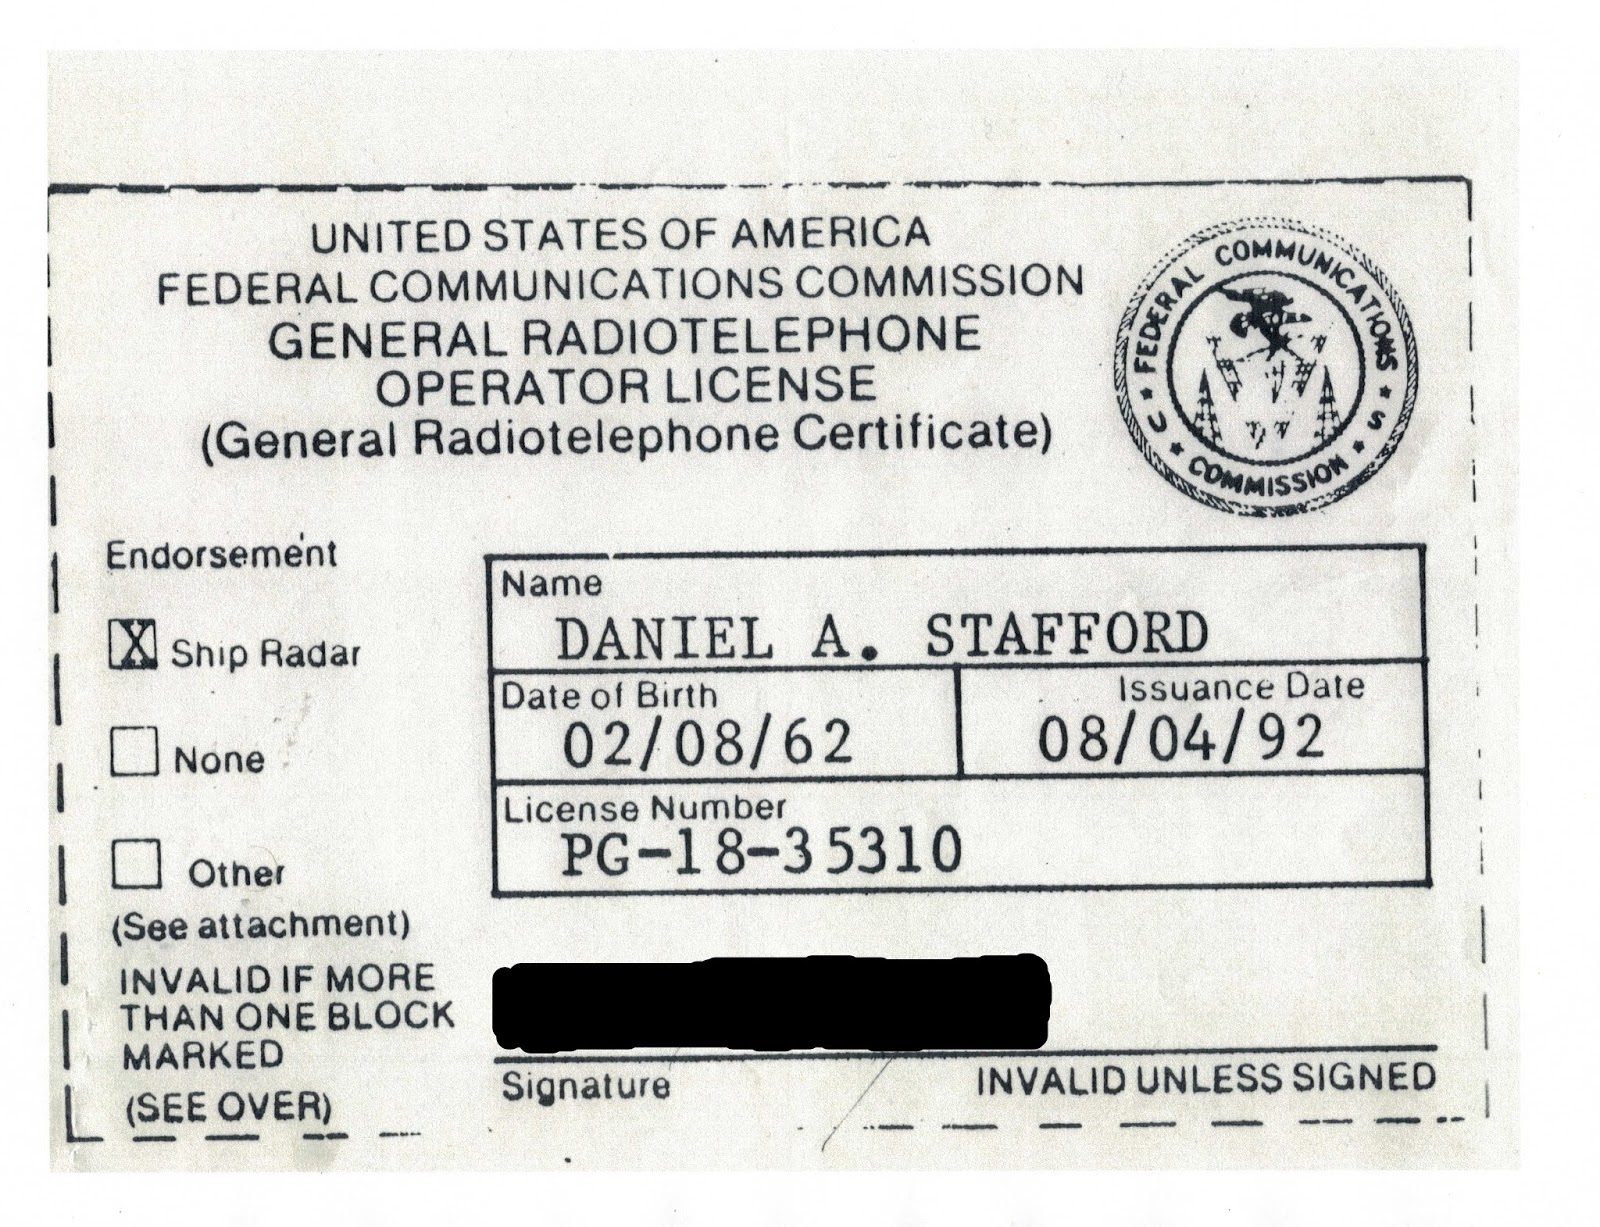 UNITED STATES OF AMERICA
FEDERAL COMMUNICATIONS COMMISSION
GENERAL RADIOTELEPHONE
OPERATOR LICENSE
(General Radiotelephone Certificate)
FEDERAL COMMUNICATIONS COMMISSION
Endorsement
X Ship Radar
None
Other
(See attachment)
INVALID IF MORE
THAN ONE BLOCK
MARKED
(SEE OVER)
Name
DANIEL A. STAFFORD
Date of Birth
02/08/62
Issuance Date
08/04/92
License Number
PG-18-35310
Signature
INVALID UNLESS SIGNED